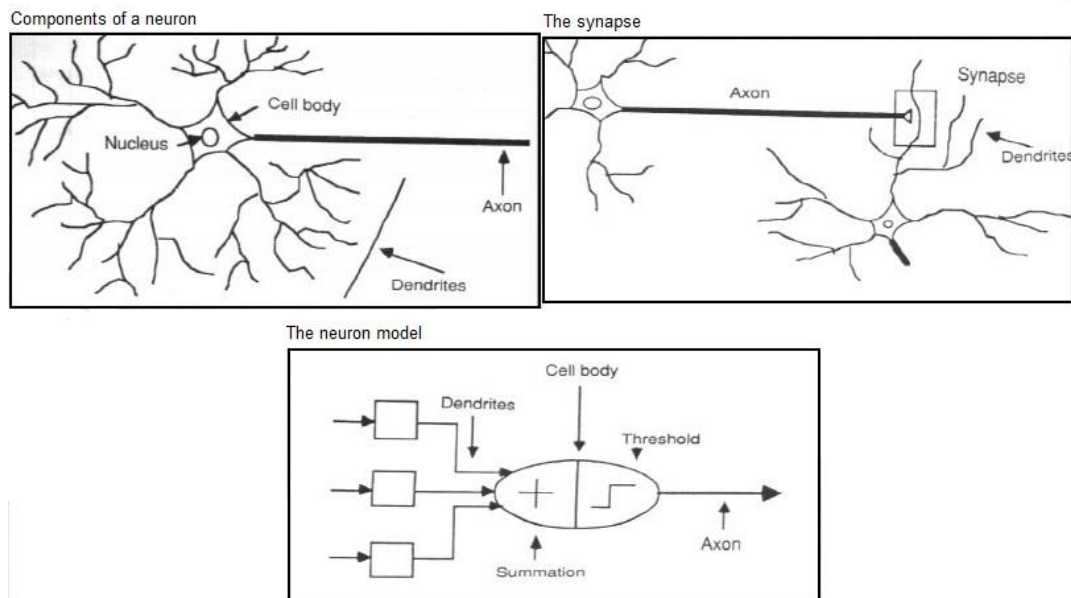 Components of a neuron
Cell body
Nucleus
Axon
Dendrites
The synapse
Axon
Synapse
Dendrites
The neuron model
Cell body
Dendrites
Threshold
Axon
Summation